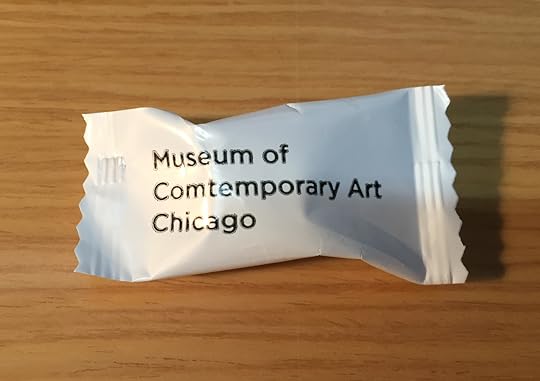 Museum of
Comtemporary Art
Chicago